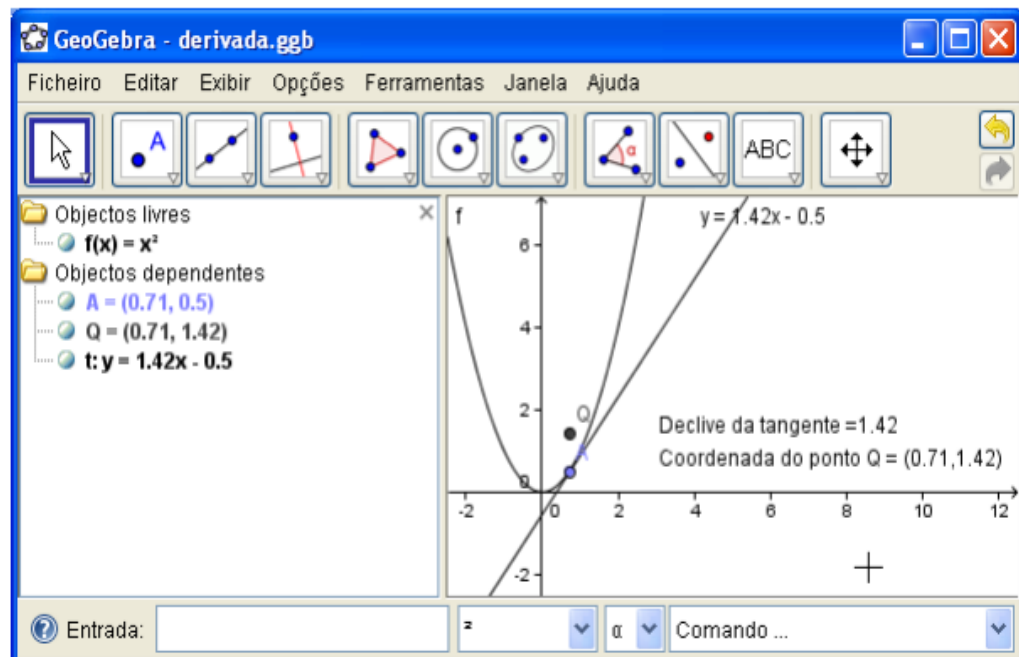 GeoGebra - derivada.ggb
Ficheiro Editar Exibir Opções Ferramentas Janela Ajuda
A α ABC
Objectos livres
f(x) = x²
Objectos dependentes
A = (0.71, 0.5)
Q = (0.71, 1.42)
t: y = 1.42x - 0.5
f
y = 1.42x - 0.5
6
4
2
Q
A
Declive da tangente =1.42
Coordenada do ponto Q = (0.71,1.42)
0
-2 0 2 4 6 8 10 12
-2
Entrada: ² α Comando ...